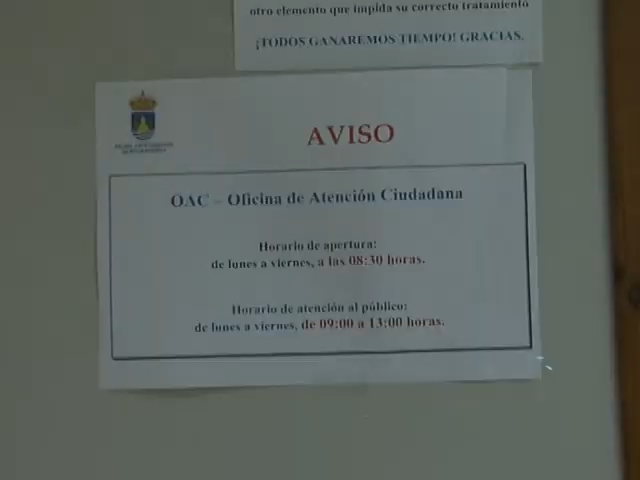 otro elemento que impida su correcto tratamiento
¡TODOS GANAREMOS TIEMPO! GRACIAS.
AVISO
OAC – Oficina de Atención Ciudadana
Horario de apertura:
de lunes a viernes, a las 08:30 horas.
Horario de atención al público:
de lunes a viernes, de 09:00 a 13:00 horas.